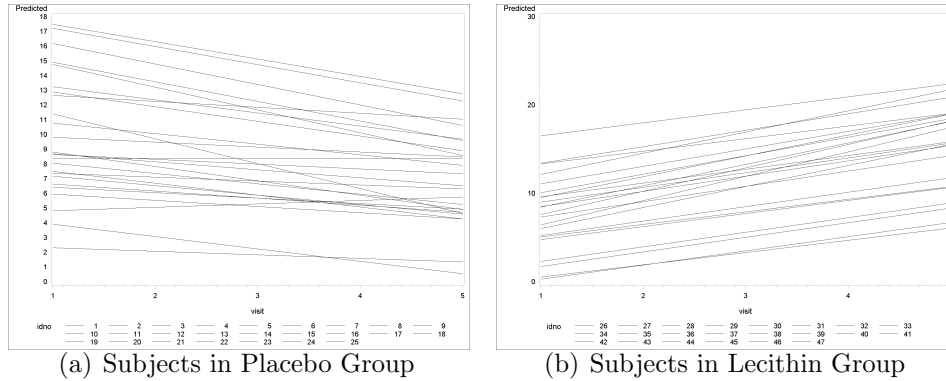 Predicted
18
17
16
15
14
13
12
11
10
9
8
7
6
5
4
3
2
1
0
1 2 3 4 5
visit
idno 1 2 3 4 5 6 7 8 9
10 11 12 13 14 15 16 17 18
19 20 21 22 23 24 25
(a) Subjects in Placebo Group
Predicted
30
20
10
0
1 2 3 4
visit
idno 26 27 28 29 30 31 32 33
34 35 36 37 38 39 40 41
42 43 44 45 46 47
(b) Subjects in Lecithin Group